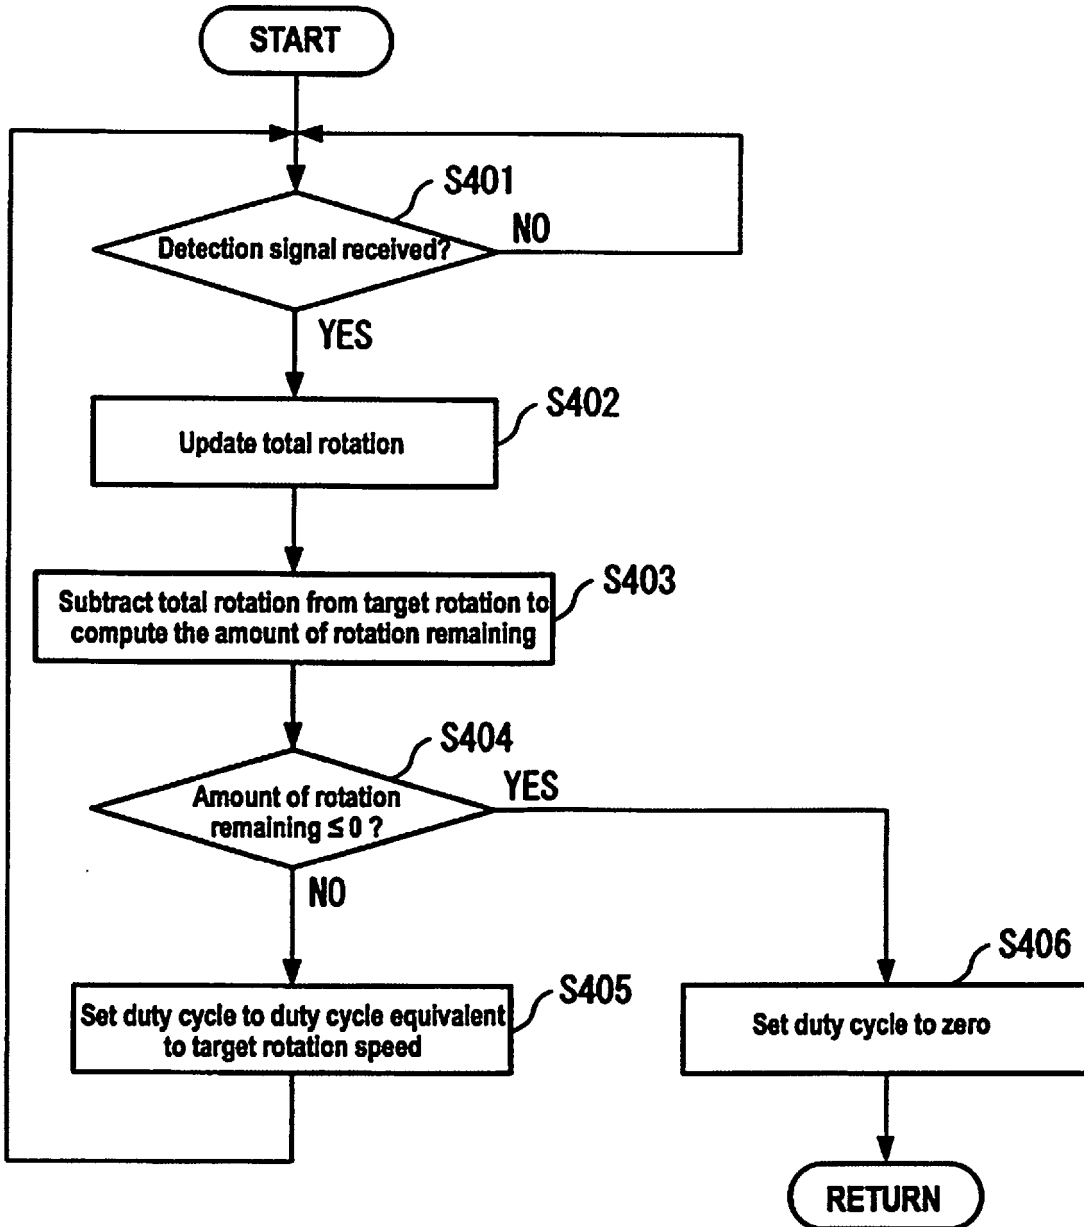 START
S401
Detection signal received?
NO
YES
S402
Update total rotation
S403
Subtract total rotation from target rotation to
compute the amount of rotation remaining
S404
Amount of rotation
remaining ≤ 0 ?
YES
NO
S405
Set duty cycle to duty cycle equivalent
to target rotation speed
S406
Set duty cycle to zero
RETURN